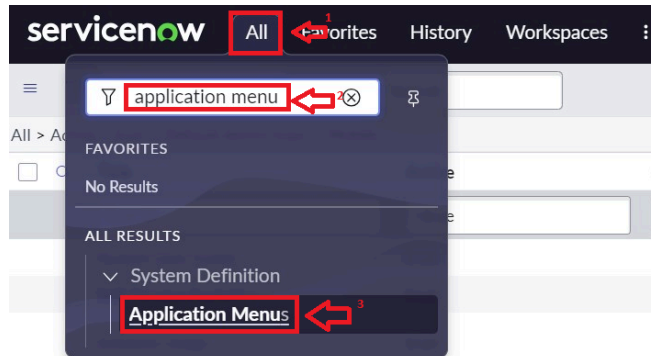 servicenow All 1 Favorites History Workspaces
application menu 2
All > A
FAVORITES
No Results
ALL RESULTS
System Definition
Application Menus 3